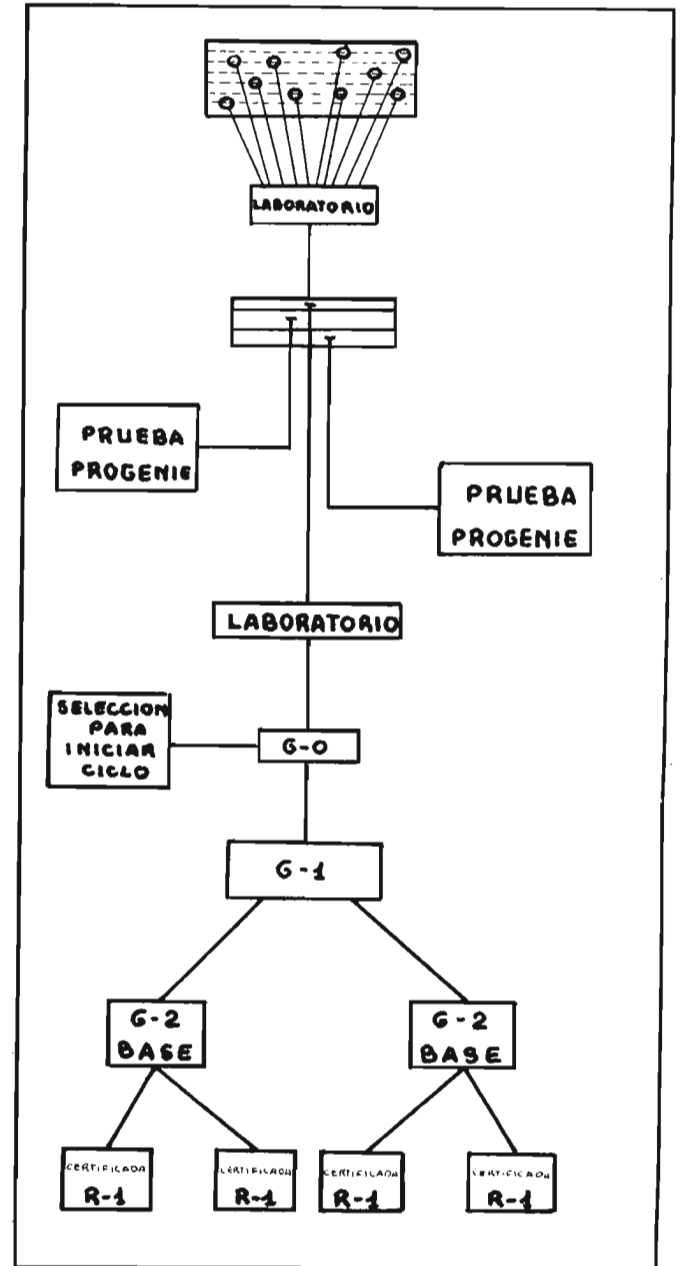 LABORATORIO
PRUEBA
PROGENIE
PRUEBA
PROGENIE
LABORATORIO
SELECCION
PARA
INICIAR
CICLO
G-0
G-1
G-2
BASE
G-2
BASE
CERTIFICADA
R-1
CERTIFICADA
R-1
CERTIFICADA
R-1
CERTIFICADA
R-1